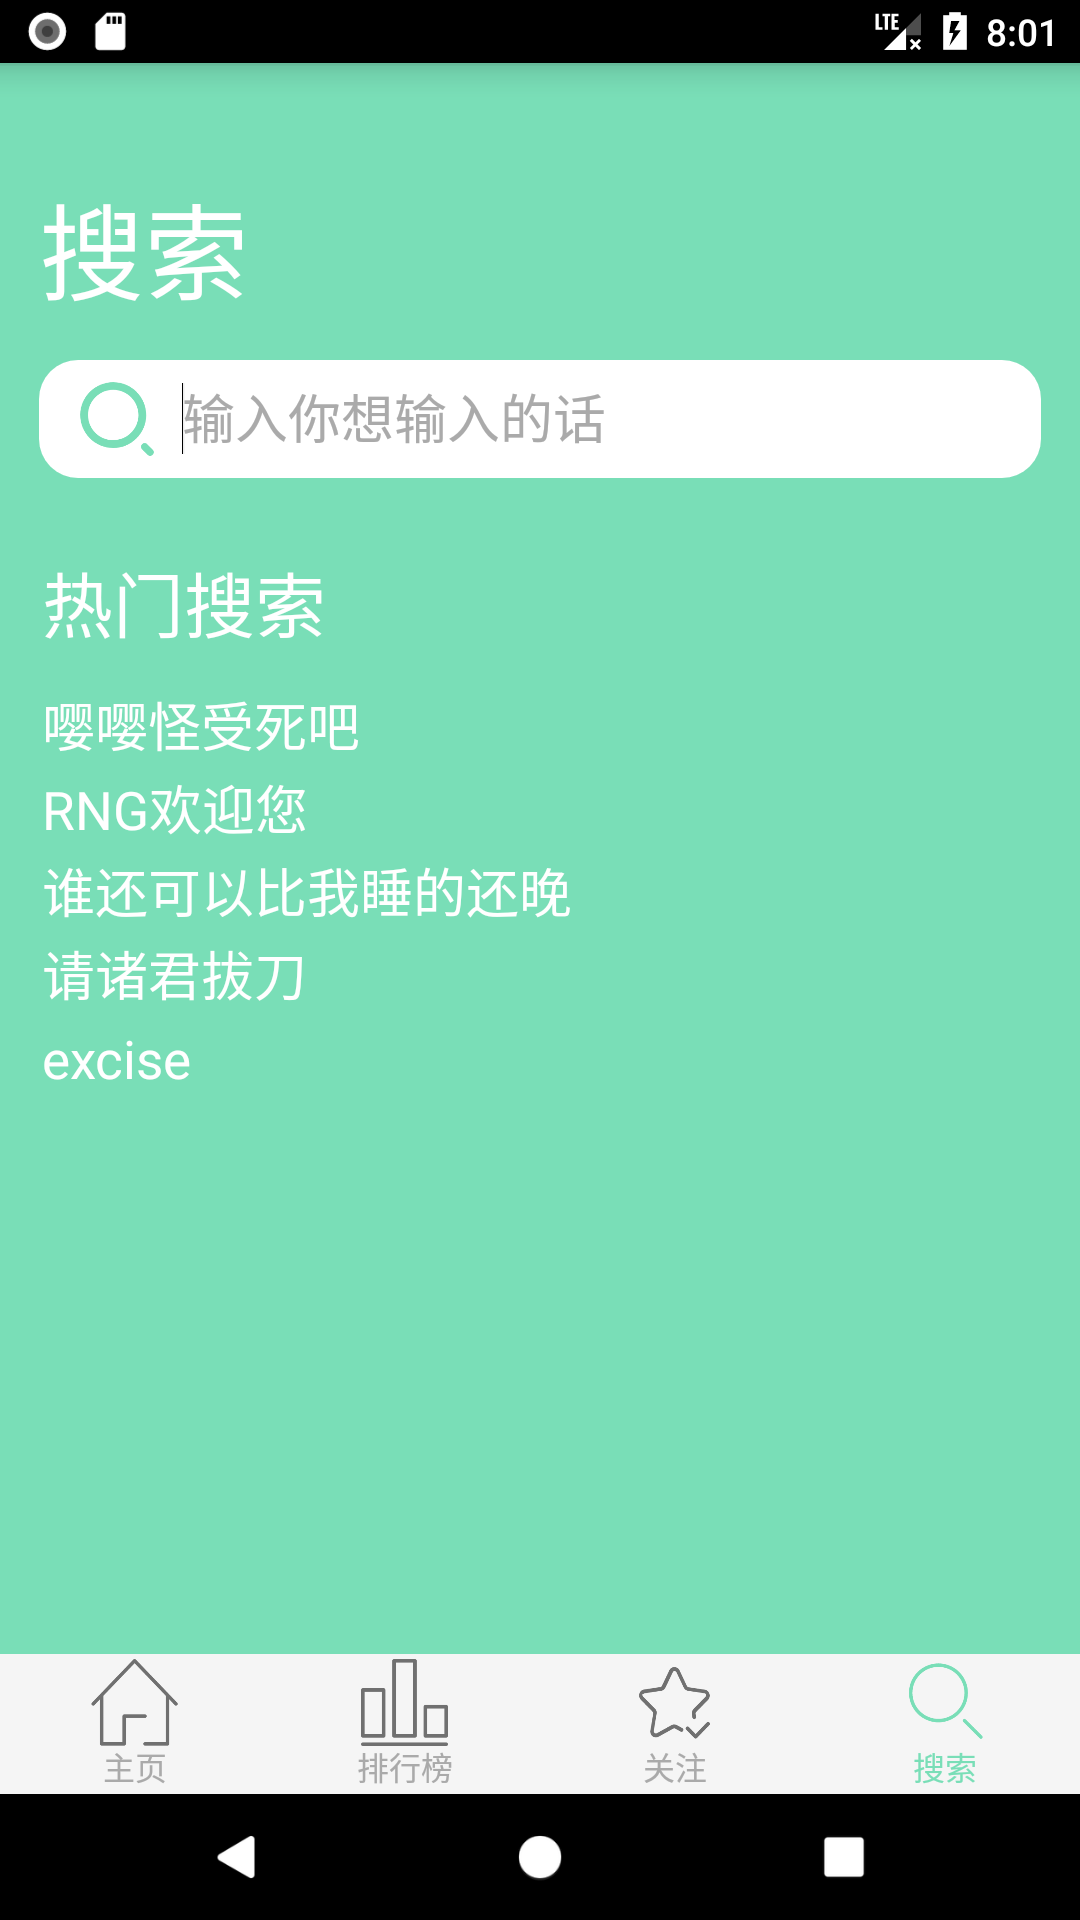 LTE 8:01
搜索
输入你想输入的话
热门搜索
嘤嘤怪受死吧
RNG欢迎您
谁还可以比我睡的还晚
请诸君拔刀
excise
主页 排行榜 关注 搜索